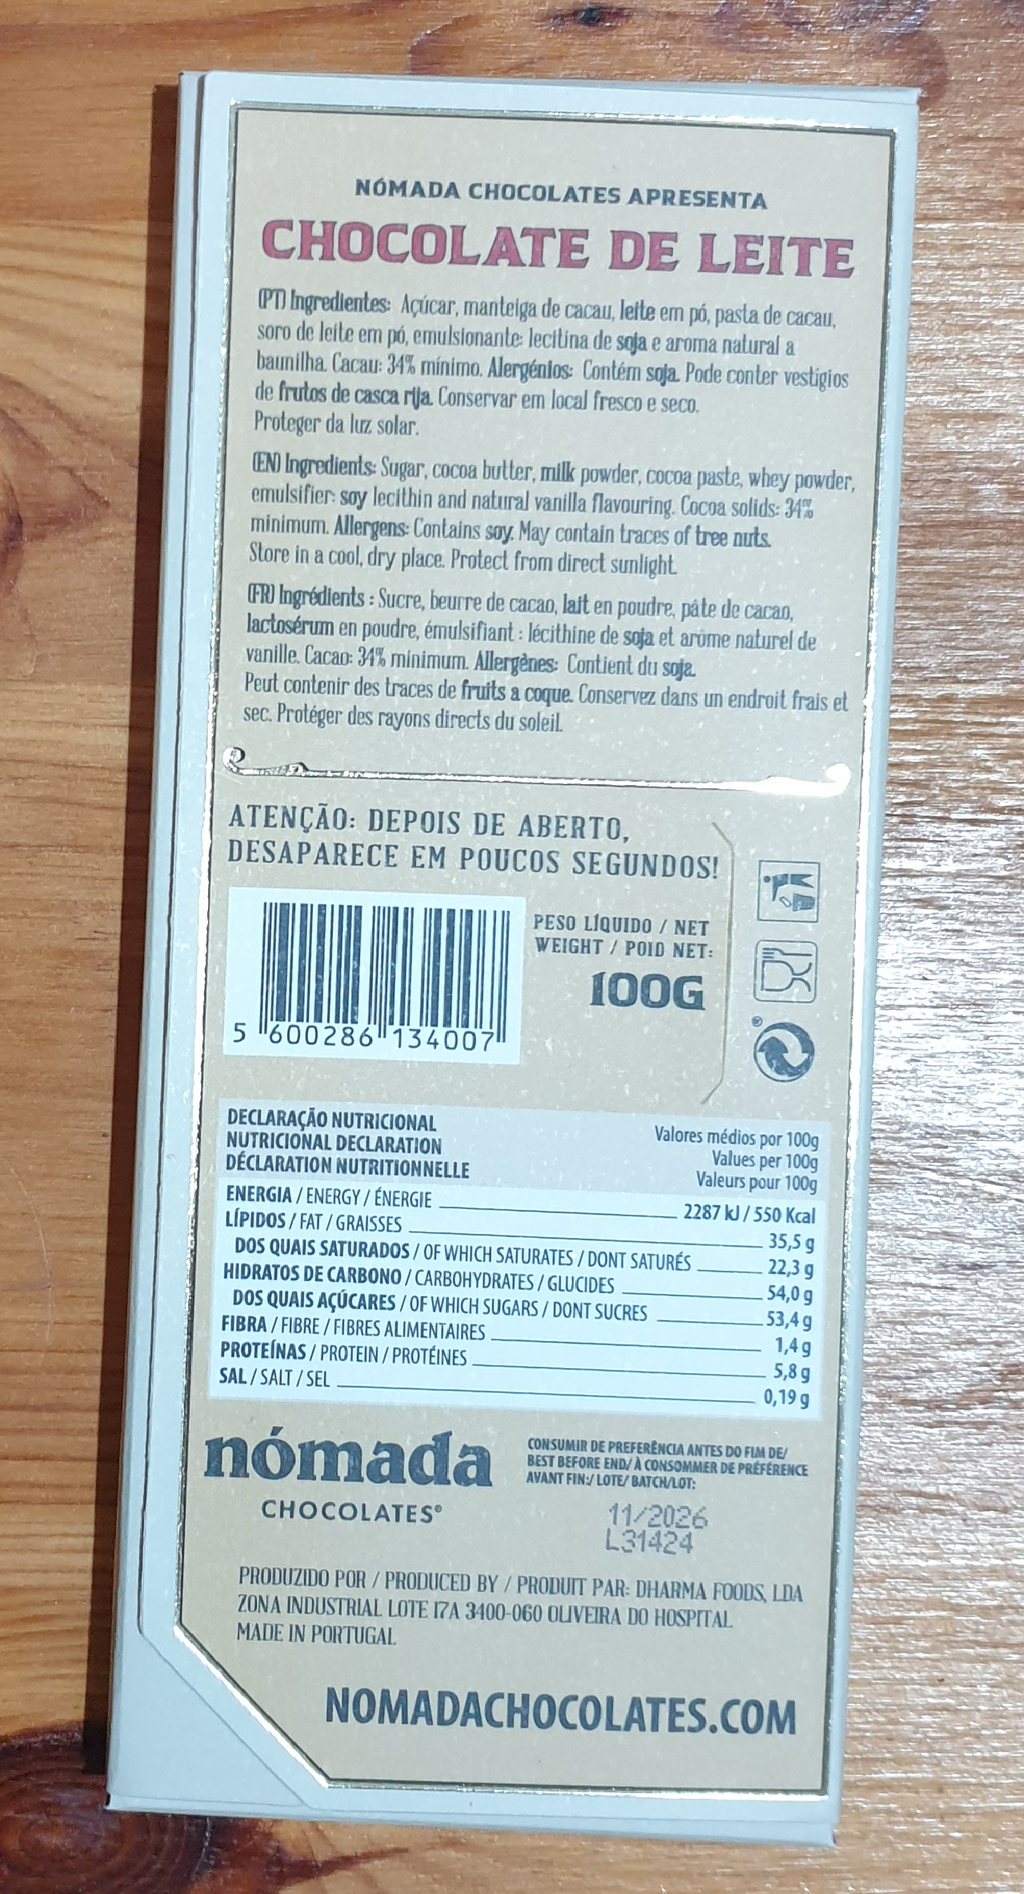 NÓMADA CHOCOLATES APRESENTA
CHOCOLATE DE LEITE
(PT) Ingredientes: Açúcar, manteiga de cacau, leite em pó, pasta de cacau,
soro de leite em pó, emulsionante: lecitina de soja e aroma natural a
baunilha. Cacau: 34% mínimo. Alergénios: Contém soja. Pode conter vestígios
de frutos de casca rija. Conservar em local fresco e seco.
Proteger da luz solar.
(EN) Ingredients: Sugar, cocoa butter, milk powder, cocoa paste, whey powder,
emulsifier: soy lecithin and natural vanilla flavouring. Cocoa solids: 34%
minimum. Allergens: Contains soy. May contain traces of tree nuts.
Store in a cool, dry place. Protect from direct sunlight.
(FR) Ingrédients : Sucre, beurre de cacao, lait en poudre, pâte de cacao,
lactosérum en poudre, émulsifiant : lécithine de soja et arôme naturel de
vanille. Cacao: 34% minimum. Allergènes: Contient du soja.
Peut contenir des traces de fruits a coque. Conservez dans un endroit frais et
sec. Protéger des rayons directs du soleil.
ATENÇÃO: DEPOIS DE ABERTO,
DESAPARECE EM POUCOS SEGUNDOS!
PESO LÍQUIDO / NET
WEIGHT / POID NET:
100G
5 600286 134007
DECLARAÇÃO NUTRICIONAL
NUTRICIONAL DECLARATION
DÉCLARATION NUTRITIONNELLE
Valores médios por 100g
Values per 100g
Valeurs pour 100g
ENERGIA / ENERGY / ÉNERGIE 2287 kJ / 550 Kcal
LÍPIDOS / FAT / GRAISSES 35,5 g
DOS QUAIS SATURADOS / OF WHICH SATURATES / DONT SATURÉS 22,3 g
HIDRATOS DE CARBONO / CARBOHYDRATES / GLUCIDES 54,0 g
DOS QUAIS AÇÚCARES / OF WHICH SUGARS / DONT SUCRES 53,4 g
FIBRA / FIBRE / FIBRES ALIMENTAIRES 1,4 g
PROTEÍNAS / PROTEIN / PROTÉINES 5,8 g
SAL / SALT / SEL 0,19 g
nómada
CHOCOLATES®
CONSUMIR DE PREFERÊNCIA ANTES DO FIM DE/
BEST BEFORE END/ À CONSOMMER DE PRÉFÉRENCE
AVANT FIN:/ LOTE/ BATCH/LOT:
11/2026
L31424
PRODUZIDO POR / PRODUCED BY / PRODUIT PAR: DHARMA FOODS, LDA
ZONA INDUSTRIAL LOTE 17A 3400-060 OLIVEIRA DO HOSPITAL
MADE IN PORTUGAL
NOMADACHOCOLATES.COM